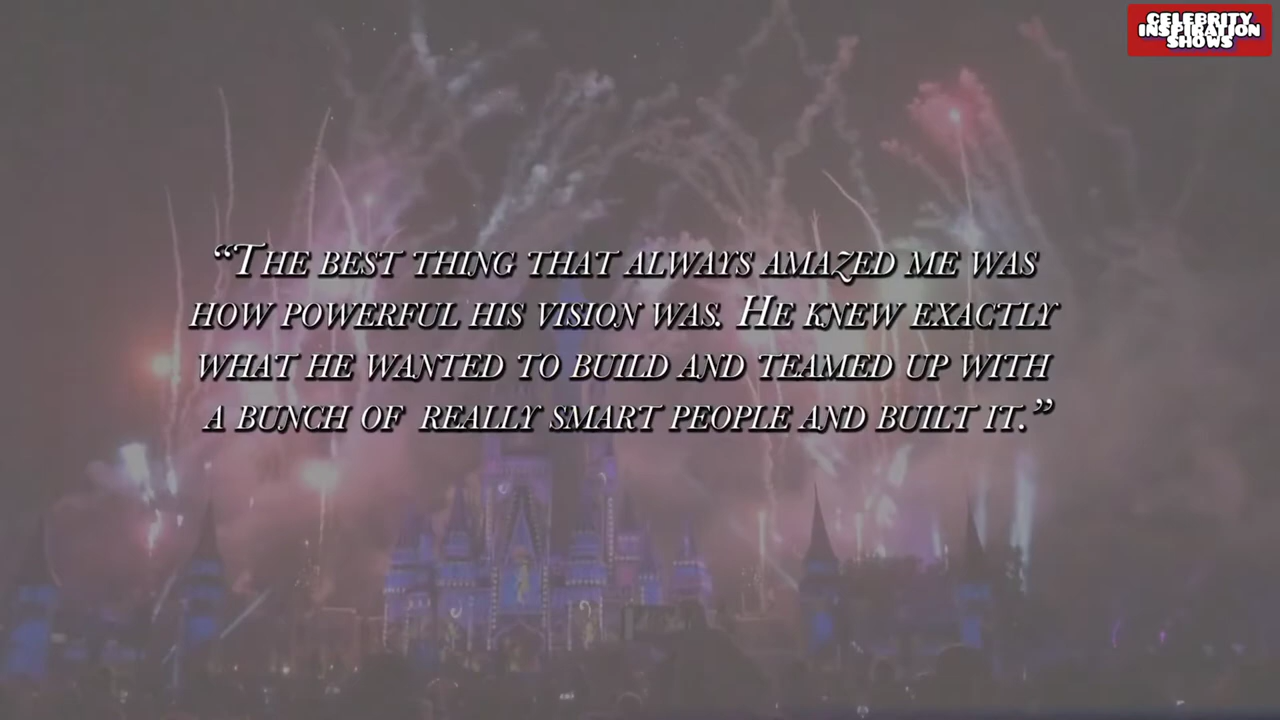 CELEBRITY
INSPIRATION
SHOWS
“THE BEST THING THAT ALWAYS AMAZED ME WAS
HOW POWERFUL HIS VISION WAS. HE KNEW EXACTLY
WHAT HE WANTED TO BUILD AND TEAMED UP WITH
A BUNCH OF REALLY SMART PEOPLE AND BUILT IT.”